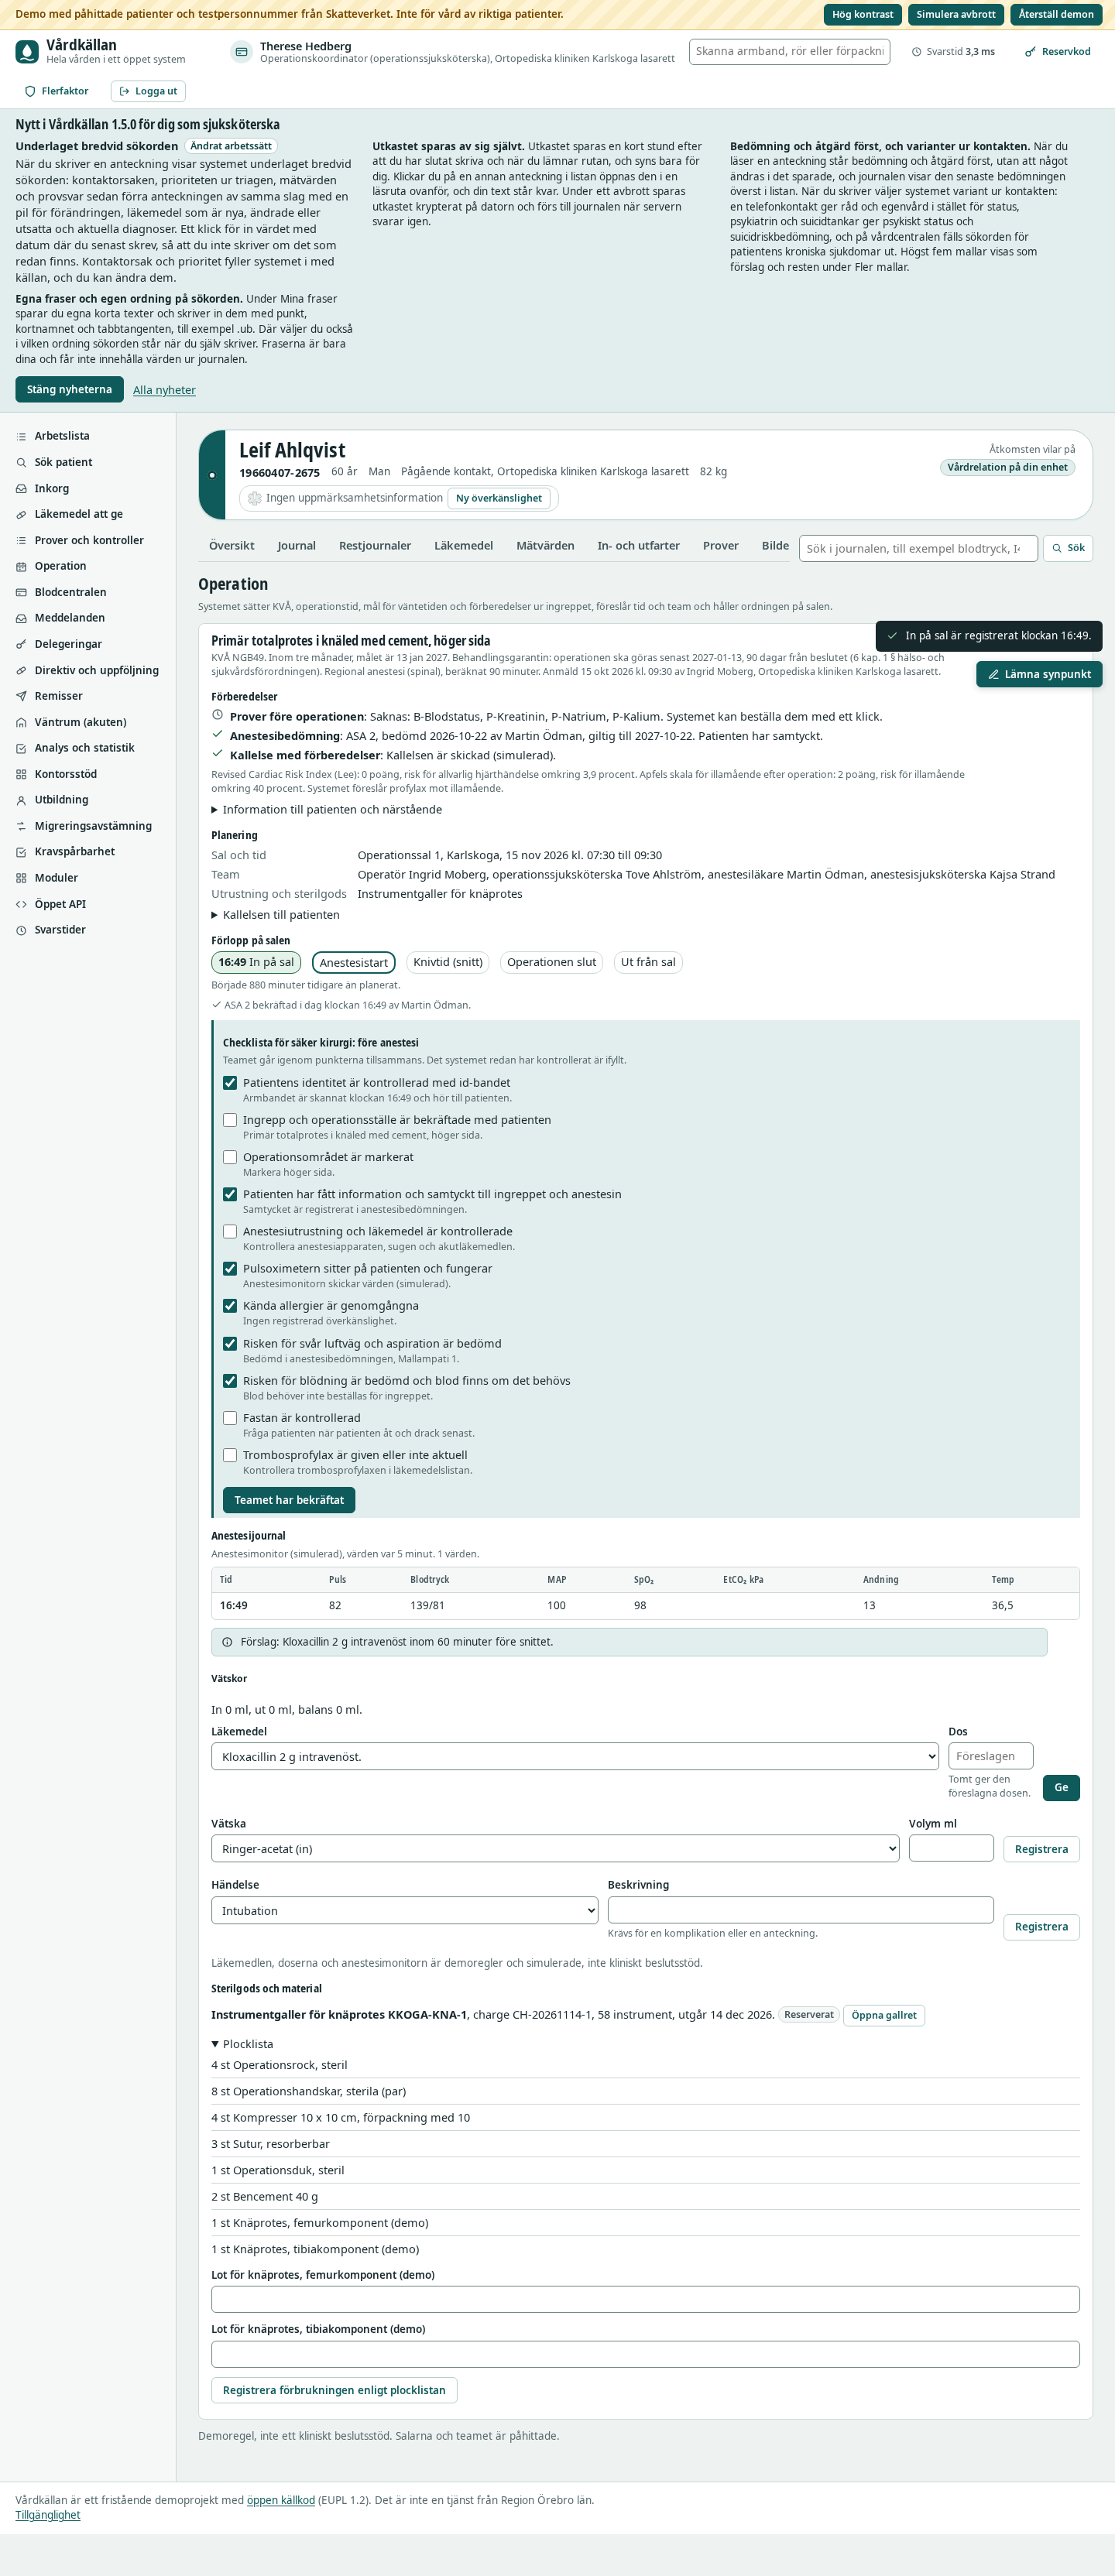 Demo med påhittade patienter och testpersonnummer från Skatteverket. Inte för vård av riktiga patienter.
Hög kontrast
Simulera avbrott
Återställ demon
Vårdkällan
Hela vården i ett öppet system
Therese Hedberg
Operationskoordinator (operationssjuksköterska), Ortopediska kliniken Karlskoga lasarett
Skanna armband, rör eller förpackni
Svarstid 3,3 ms
Reservkod
Flerfaktor
Logga ut
Nytt i Vårdkällan 1.5.0 för dig som sjuksköterska
Underlaget bredvid sökorden Ändrat arbetssätt
När du skriver en anteckning visar systemet underlaget bredvid
sökorden: kontaktorsaken, prioriteten ur triagen, mätvärden
och provsvar sedan förra anteckningen av samma slag med en
pil för förändringen, läkemedel som är nya, ändrade eller
utsatta och aktuella diagnoser. Ett klick för in värdet med
datum där du senast skrev, så att du inte skriver om det som
redan finns. Kontaktorsak och prioritet fyller systemet i med
källan, och du kan ändra dem.
Egna fraser och egen ordning på sökorden. Under Mina fraser
sparar du egna korta texter och skriver in dem med punkt,
kortnamnet och tabbtangenten, till exempel .ub. Där väljer du också
i vilken ordning sökorden står när du själv skriver. Fraserna är bara
dina och får inte innehålla värden ur journalen.
Utkastet sparas av sig självt. Utkastet sparas en kort stund efter
att du har slutat skriva och när du lämnar rutan, och syns bara för
dig. Klickar du på en annan anteckning i listan öppnas den i en
läsruta ovanför, och din text står kvar. Under ett avbrott sparas
utkastet krypterat på datorn och förs till journalen när servern
svarar igen.
Bedömning och åtgärd först, och varianter ur kontakten. När du
läser en anteckning står bedömning och åtgärd först, utan att något
ändras i det sparade, och journalen visar den senaste bedömningen
överst i listan. När du skriver väljer systemet variant ur kontakten:
en telefonkontakt ger råd och egenvård i stället för status,
psykiatrin och suicidtankar ger psykiskt status och
suicidriskbedömning, och på vårdcentralen fälls sökorden för
patientens kroniska sjukdomar ut. Högst fem mallar visas som
förslag och resten under Fler mallar.
Stäng nyheterna
Alla nyheter
Arbetslista
Sök patient
Inkorg
Läkemedel att ge
Prover och kontroller
Operation
Blodcentralen
Meddelanden
Delegeringar
Direktiv och uppföljning
Remisser
Väntrum (akuten)
Analys och statistik
Kontorsstöd
Utbildning
Migreringsavstämning
Kravspårbarhet
Moduler
Öppet API
Svarstider
Leif Ahlqvist
19660407-2675 60 år Man Pågående kontakt, Ortopediska kliniken Karlskoga lasarett 82 kg
Ingen uppmärksamhetsinformation
Ny överkänslighet
Åtkomsten vilar på
Vårdrelation på din enhet
Översikt
Journal
Restjournaler
Läkemedel
Mätvärden
In- och utfarter
Prover
Bilde
Sök i journalen, till exempel blodtryck, I‹
Sök
Operation
Systemet sätter KVÅ, operationstid, mål för väntetiden och förberedelser ur ingreppet, föreslår tid och team och håller ordningen på salen.
In på sal är registrerat klockan 16:49.
Lämna synpunkt
Primär totalprotes i knäled med cement, höger sida
KVÅ NGB49. Inom tre månader, målet är 13 jan 2027. Behandlingsgaranti: operationen ska göras senast 2027-01-13, 90 dagar från beslutet (6 kap. 1 § hälso- och
sjukvårdsförordningen). Regional anestesi (spinal), beräknat 90 minuter. Anmäld 15 okt 2026 kl. 09:30 av Ingrid Moberg, Ortopediska kliniken Karlskoga lasarett.
Förberedelser
Prover före operationen: Saknas: B-Blodstatus, P-Kreatinin, P-Natrium, P-Kalium. Systemet kan beställa dem med ett klick.
Anestesibedömning: ASA 2, bedömd 2026-10-22 av Martin Ödman, giltig till 2027-10-22. Patienten har samtyckt.
Kallelse med förberedelser: Kallelsen är skickad (simulerad).
Revised Cardiac Risk Index (Lee): 0 poäng, risk för allvarlig hjärthändelse omkring 3,9 procent. Apfels skala för illamående efter operation: 2 poäng, risk för illamående
omkring 40 procent. Systemet föreslår profylax mot illamående.
Information till patienten och närstående
Planering
Sal och tid Operationssal 1, Karlskoga, 15 nov 2026 kl. 07:30 till 09:30
Team Operatör Ingrid Moberg, operationssjuksköterska Tove Ahlström, anestesiläkare Martin Ödman, anestesisjuksköterska Kajsa Strand
Utrustning och sterilgods Instrumentgaller för knäprotes
Kallelsen till patienten
Förlopp på salen
16:49 In på sal
Anestesistart
Knivtid (snitt)
Operationen slut
Ut från sal
Började 880 minuter tidigare än planerat.
ASA 2 bekräftad i dag klockan 16:49 av Martin Ödman.
Checklista för säker kirurgi: före anestesi
Teamet går igenom punkterna tillsammans. Det systemet redan har kontrollerat är ifyllt.
Patientens identitet är kontrollerad med id-bandet
Armbandet är skannat klockan 16:49 och hör till patienten.
Ingrepp och operationsställe är bekräftade med patienten
Primär totalprotes i knäled med cement, höger sida.
Operationsområdet är markerat
Markera höger sida.
Patienten har fått information och samtyckt till ingreppet och anestesin
Samtycket är registrerat i anestesibedömningen.
Anestesiutrustning och läkemedel är kontrollerade
Kontrollera anestesiapparaten, sugen och akutläkemedlen.
Pulsoximetern sitter på patienten och fungerar
Anestesimonitorn skickar värden (simulerad).
Kända allergier är genomgångna
Ingen registrerad överkänslighet.
Risken för svår luftväg och aspiration är bedömd
Bedömd i anestesibedömningen, Mallampati 1.
Risken för blödning är bedömd och blod finns om det behövs
Blod behöver inte beställas för ingreppet.
Fastan är kontrollerad
Fråga patienten när patienten åt och drack senast.
Trombosprofylax är given eller inte aktuell
Kontrollera trombosprofylaxen i läkemedelslistan.
Teamet har bekräftat
Anestesijournal
Anestesimonitor (simulerad), värden var 5 minut. 1 värden.
Tid Puls Blodtryck MAP SpO₂ EtCO₂ kPa Andning Temp
16:49 82 139/81 100 98 13 36,5
Förslag: Kloxacillin 2 g intravenöst inom 60 minuter före snittet.
Vätskor
In 0 ml, ut 0 ml, balans 0 ml.
Läkemedel
Kloxacillin 2 g intravenöst.
Dos
Föreslagen
Tomt ger den
föreslagna dosen.
Ge
Vätska
Ringer-acetat (in)
Volym ml
Registrera
Händelse
Intubation
Beskrivning
Krävs för en komplikation eller en anteckning.
Registrera
Läkemedlen, doserna och anestesimonitorn är demoregler och simulerade, inte kliniskt beslutsstöd.
Sterilgods och material
Instrumentgaller för knäprotes KKOGA-KNA-1, charge CH-20261114-1, 58 instrument, utgår 14 dec 2026. Reserverat Öppna gallret
Plocklista
4 st Operationsrock, steril
8 st Operationshandskar, sterila (par)
4 st Kompresser 10 x 10 cm, förpackning med 10
3 st Sutur, resorberbar
1 st Operationsduk, steril
2 st Bencement 40 g
1 st Knäprotes, femurkomponent (demo)
1 st Knäprotes, tibiakomponent (demo)
Lot för knäprotes, femurkomponent (demo)
Lot för knäprotes, tibiakomponent (demo)
Registrera förbrukningen enligt plocklistan
Demoregel, inte ett kliniskt beslutsstöd. Salarna och teamet är påhittade.
Vårdkällan är ett fristående demoprojekt med öppen källkod (EUPL 1.2). Det är inte en tjänst från Region Örebro län.
Tillgänglighet